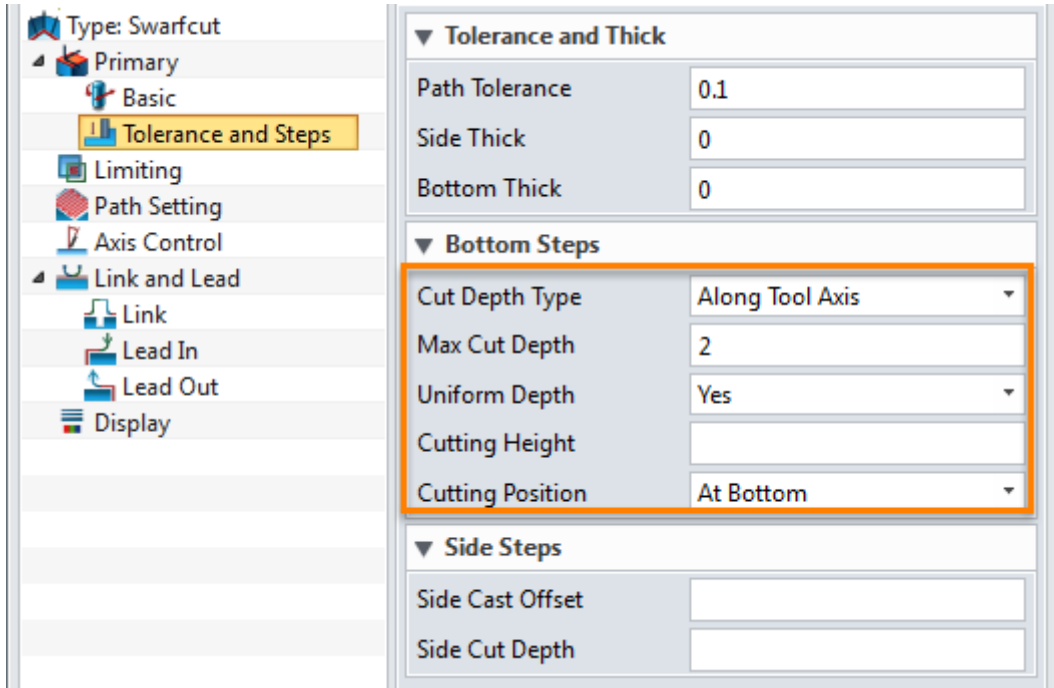 Type: Swarfcut
Primary
Basic
Tolerance and Steps
Limiting
Path Setting
Axis Control
Link and Lead
Link
Lead In
Lead Out
Display
Tolerance and Thick
Path Tolerance 0.1
Side Thick 0
Bottom Thick 0
Bottom Steps
Cut Depth Type Along Tool Axis
Max Cut Depth 2
Uniform Depth Yes
Cutting Height
Cutting Position At Bottom
Side Steps
Side Cast Offset
Side Cut Depth